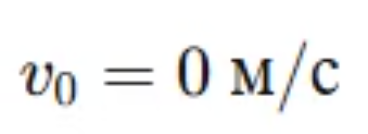 v₀ = 0 м/с